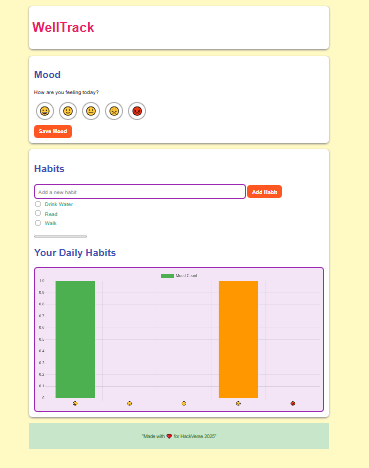 WellTrack
Mood
How are you feeling today?
Save Mood
Habits
Add a new habit
Add Habit
Drink Water
Read
Walk
Your Daily Habits
1.0
0.9
0.8
0.7
0.6
0.5
0.4
0.3
0.2
0.1
0
"Made with ❤️ for HackVerse 2025"